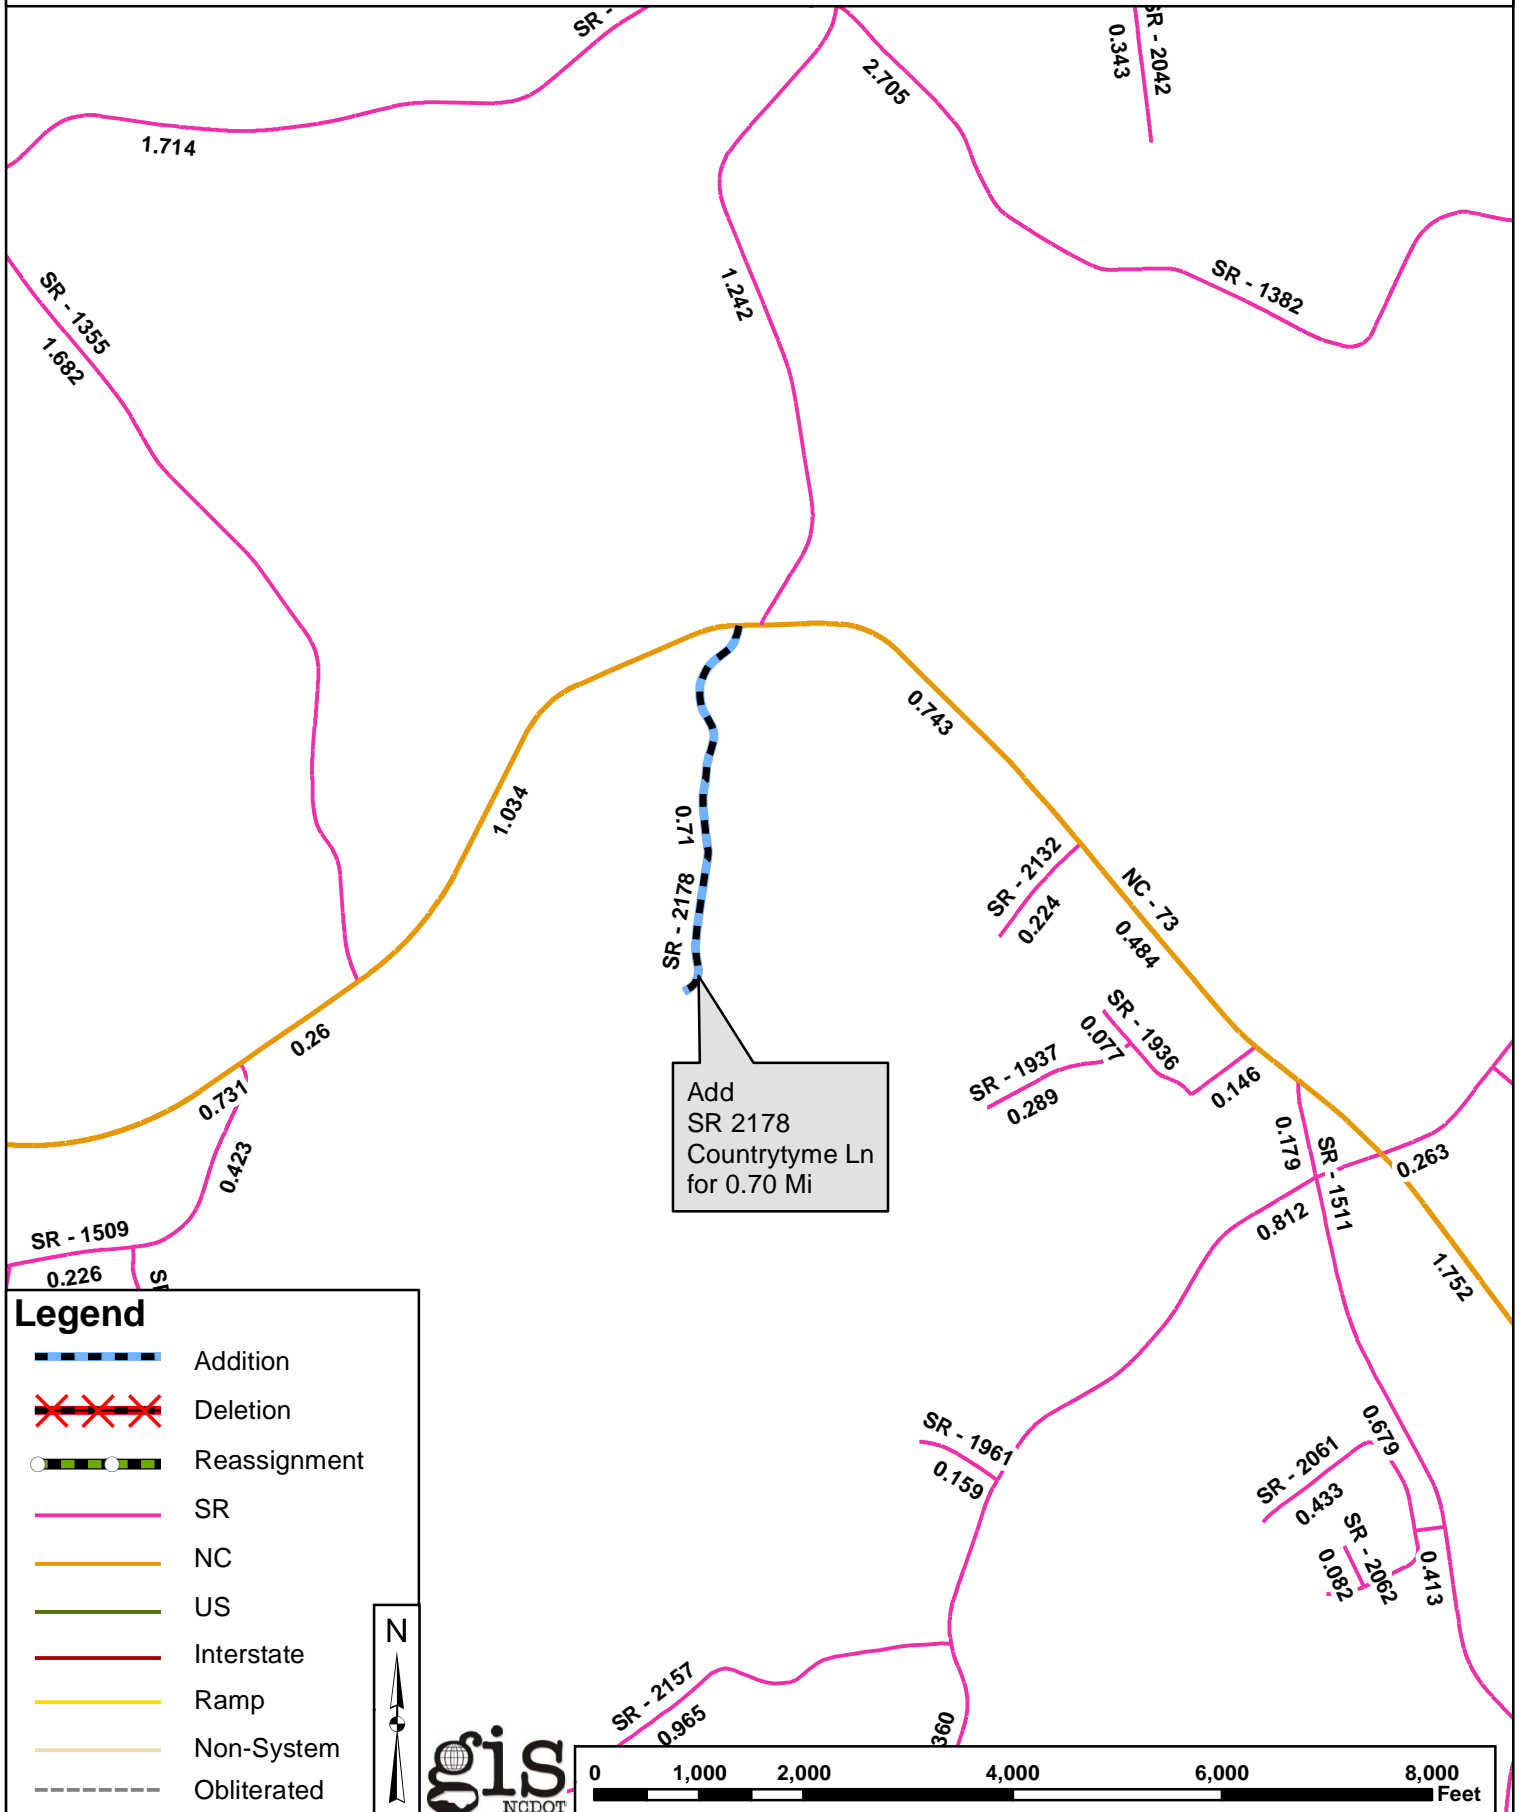 SR -
SR - 2042
0.343
2.705
1.714
SR - 1382
1.242
SR - 1355
1.682
0.743
1.034
0.71
SR - 2178
SR - 2132
0.224
NC - 73
0.484
SR - 1936
0.077
SR - 1937
0.289
0.146
0.26
0.731
0.423
Add
SR 2178
Countrytyme Ln
for 0.70 Mi
0.179
SR - 1511
0.263
0.812
1.752
SR - 1509
0.226
Legend
Addition
Deletion
Reassignment
SR
NC
US
Interstate
Ramp
Non-System
Obliterated
N
SR - 1961
0.159
0.679
SR - 2061
0.433
SR - 2062
0.082
0.413
SR - 2157
0.965
360
gis
NCDOT
0 1,000 2,000 4,000 6,000 8,000
Feet